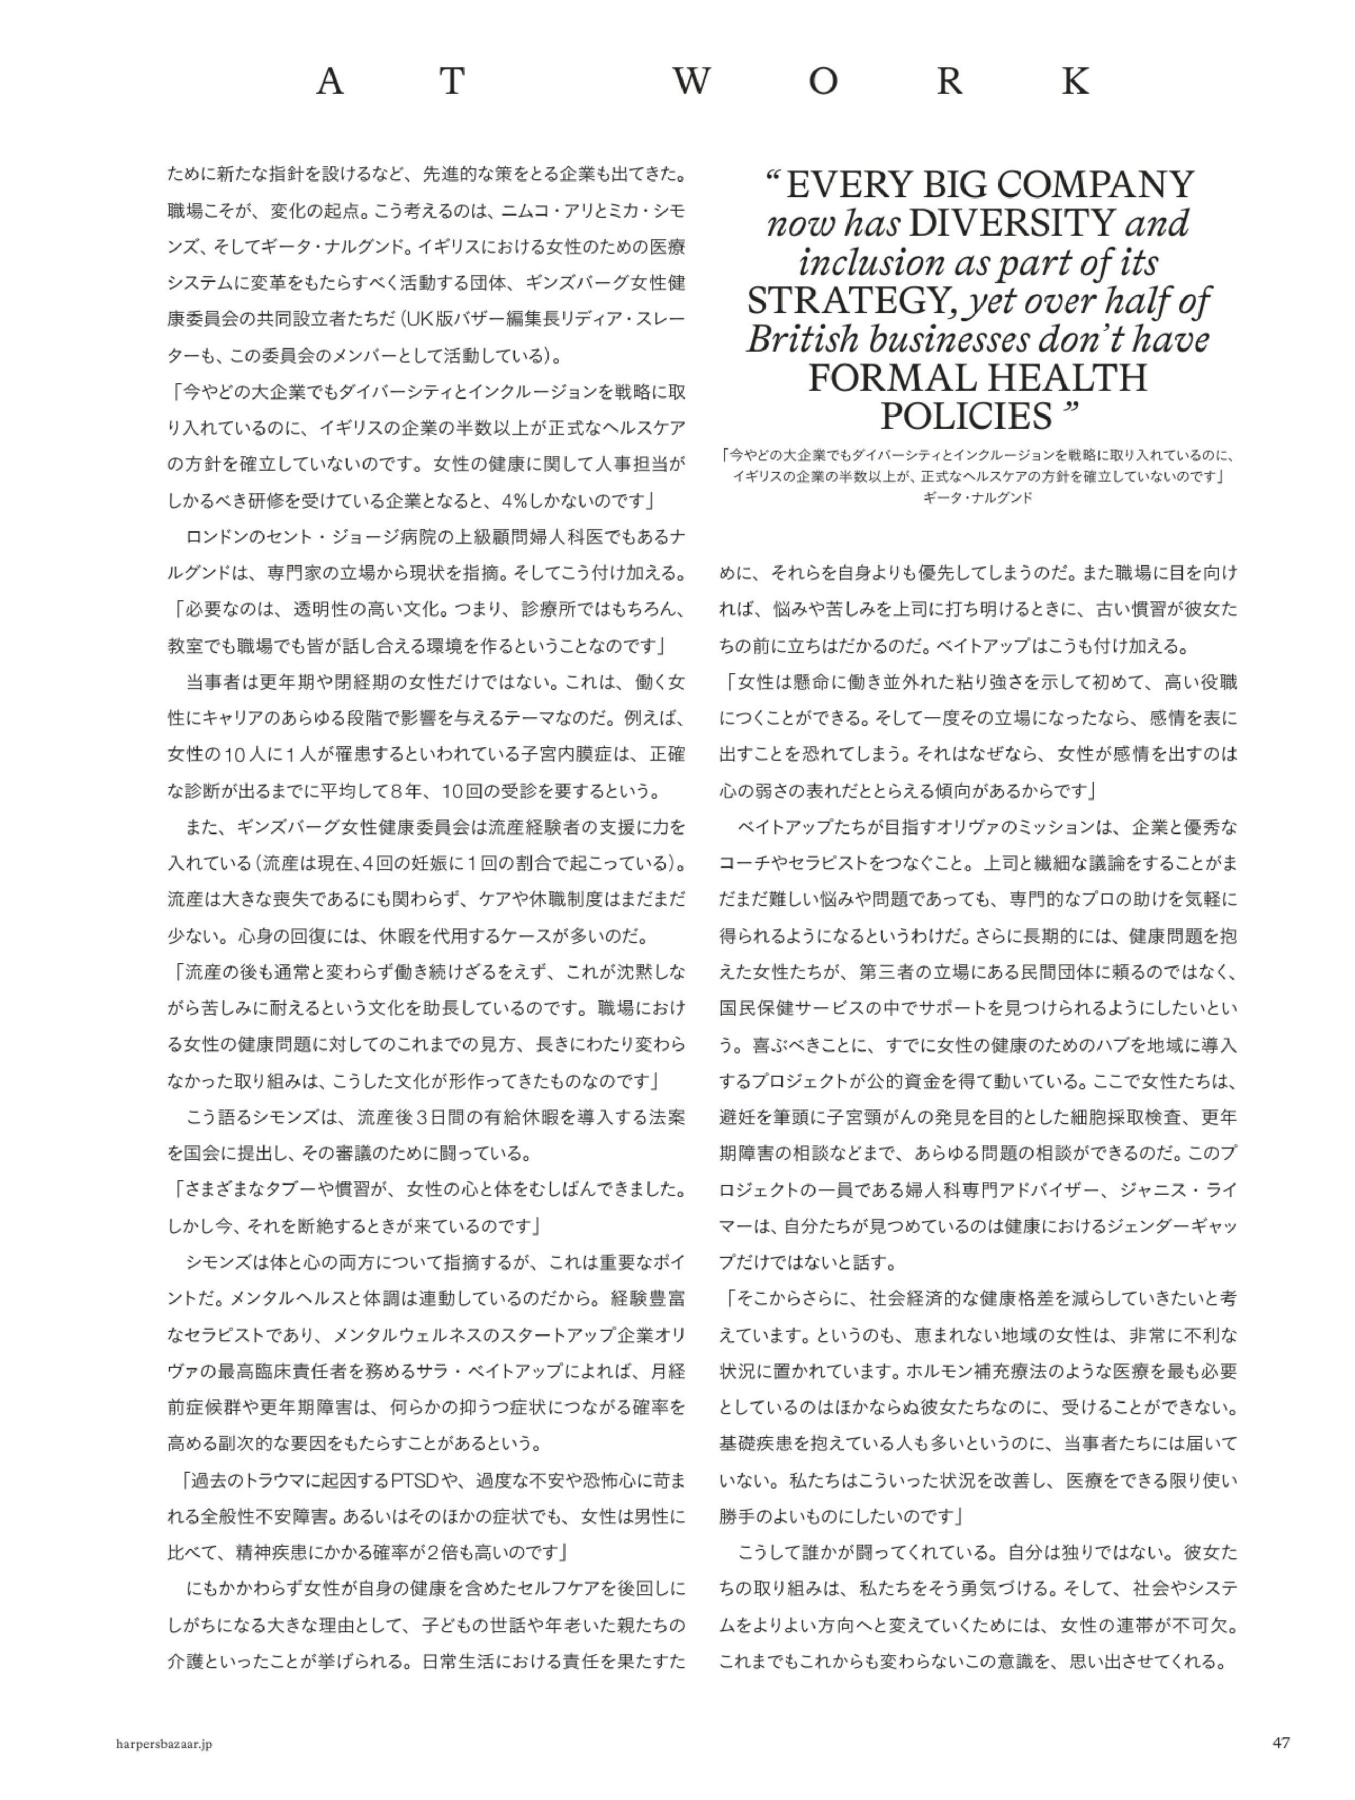 AT WORK
ために新たな指針を設けるなど、先進的な策をとる企業も出てきた。
職場こそが、変化の起点。こう考えるのは、ニムコ・アリとミカ・シモ
ンズ、そしてギータ・ナルグンド。イギリスにおける女性のための医療
システムに変革をもたらすべく活動する団体、ギンズバーグ女性健
康委員会の共同設立者たちだ（UK版バザー編集長リディア・スレー
ターも、この委員会のメンバーとして活動している）。
「今やどの大企業でもダイバーシティとインクルージョンを戦略に取
り入れているのに、イギリスの企業の半数以上が正式なヘルスケア
の方針を確立していないのです。女性の健康に関して人事担当が
しかるべき研修を受けている企業となると、4%しかないのです」
　ロンドンのセント・ジョージ病院の上級顧問婦人科医でもあるナ
ルグンドは、専門家の立場から現状を指摘。そしてこう付け加える。
「必要なのは、透明性の高い文化。つまり、診療所ではもちろん、
教室でも職場でも皆が話し合える環境を作るということなのです」
　当事者は更年期や閉経期の女性だけではない。これは、働く女
性にキャリアのあらゆる段階で影響を与えるテーマなのだ。例えば、
女性の10人に1人が罹患するといわれている子宮内膜症は、正確
な診断が出るまでに平均して8年、10回の受診を要するという。
　また、ギンズバーグ女性健康委員会は流産経験者の支援に力を
入れている（流産は現在、4回の妊娠に1回の割合で起こっている）。
流産は大きな喪失であるにも関わらず、ケアや休職制度はまだまだ
少ない。心身の回復には、休暇を代用するケースが多いのだ。
「流産の後も通常と変わらず働き続けざるをえず、これが沈黙しな
がら苦しみに耐えるという文化を助長しているのです。職場におけ
る女性の健康問題に対してのこれまでの見方、長きにわたり変わら
なかった取り組みは、こうした文化が形作ってきたものなのです」
　こう語るシモンズは、流産後3日間の有給休暇を導入する法案
を国会に提出し、その審議のために闘っている。
「さまざまなタブーや慣習が、女性の心と体をむしばんできました。
しかし今、それを断絶するときが来ているのです」
　シモンズは体と心の両方について指摘するが、これは重要なポイ
ントだ。メンタルヘルスと体調は連動しているのだから。経験豊富
なセラピストであり、メンタルウェルネスのスタートアップ企業オリ
ヴァの最高臨床責任者を務めるサラ・ベイトアップによれば、月経
前症候群や更年期障害は、何らかの抑うつ症状につながる確率を
高める副次的な要因をもたらすことがあるという。
「過去のトラウマに起因するPTSDや、過度な不安や恐怖心に苛ま
れる全般性不安障害。あるいはそのほかの症状でも、女性は男性に
比べて、精神疾患にかかる確率が2倍も高いのです」
　にもかかわらず女性が自身の健康を含めたセルフケアを後回しに
しがちになる大きな理由として、子どもの世話や年老いた親たちの
介護といったことが挙げられる。日常生活における責任を果たすた
“EVERY BIG COMPANY
now has DIVERSITY and
inclusion as part of its
STRATEGY, yet over half of
British businesses don't have
FORMAL HEALTH
POLICIES”
「今やどの大企業でもダイバーシティとインクルージョンを戦略に取り入れているのに、
イギリスの企業の半数以上が、正式なヘルスケアの方針を確立していないのです」
ギータ・ナルグンド
めに、それらを自身よりも優先してしまうのだ。また職場に目を向け
れば、悩みや苦しみを上司に打ち明けるときに、古い慣習が彼女た
ちの前に立ちはだかるのだ。ベイトアップはこうも付け加える。
「女性は懸命に働き並外れた粘り強さを示して初めて、高い役職
につくことができる。そして一度その立場になったなら、感情を表に
出すことを恐れてしまう。それはなぜなら、女性が感情を出すのは
心の弱さの表れだととらえる傾向があるからです」
　ベイトアップたちが目指すオリヴァのミッションは、企業と優秀な
コーチやセラピストをつなぐこと。上司と繊細な議論をすることがま
だまだ難しい悩みや問題であっても、専門的なプロの助けを気軽に
得られるようになるというわけだ。さらに長期的には、健康問題を抱
えた女性たちが、第三者の立場にある民間団体に頼るのではなく、
国民保健サービスの中でサポートを見つけられるようにしたいとい
う。喜ぶべきことに、すでに女性の健康のためのハブを地域に導入
するプロジェクトが公的資金を得て動いている。ここで女性たちは、
避妊を筆頭に子宮頸がんの発見を目的とした細胞採取検査、更年
期障害の相談などまで、あらゆる問題の相談ができるのだ。このプ
ロジェクトの一員である婦人科専門アドバイザー、ジャニス・ライ
マーは、自分たちが見つめているのは健康におけるジェンダーギャッ
プだけではないと話す。
「そこからさらに、社会経済的な健康格差を減らしていきたいと考
えています。というのも、恵まれない地域の女性は、非常に不利な
状況に置かれています。ホルモン補充療法のような医療を最も必要
としているのはほかならぬ彼女たちなのに、受けることができない。
基礎疾患を抱えている人も多いというのに、当事者たちには届いて
いない。私たちはこういった状況を改善し、医療をできる限り使い
勝手のよいものにしたいのです」
　こうして誰かが闘ってくれている。自分は独りではない。彼女た
ちの取り組みは、私たちをそう勇気づける。そして、社会やシステ
ムをよりよい方向へと変えていくためには、女性の連帯が不可欠。
これまでもこれからも変わらないこの意識を、思い出させてくれる。
harpersbazaar.jp
47